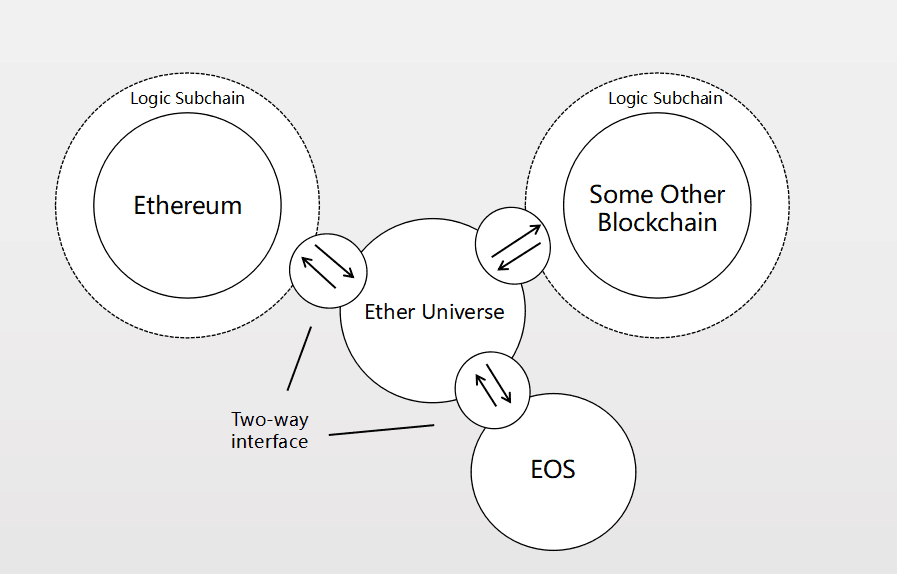 Logic Subchain
Logic Subchain
Ethereum
Some Other
Blockchain
Ether Universe
Two-way
interface
EOS